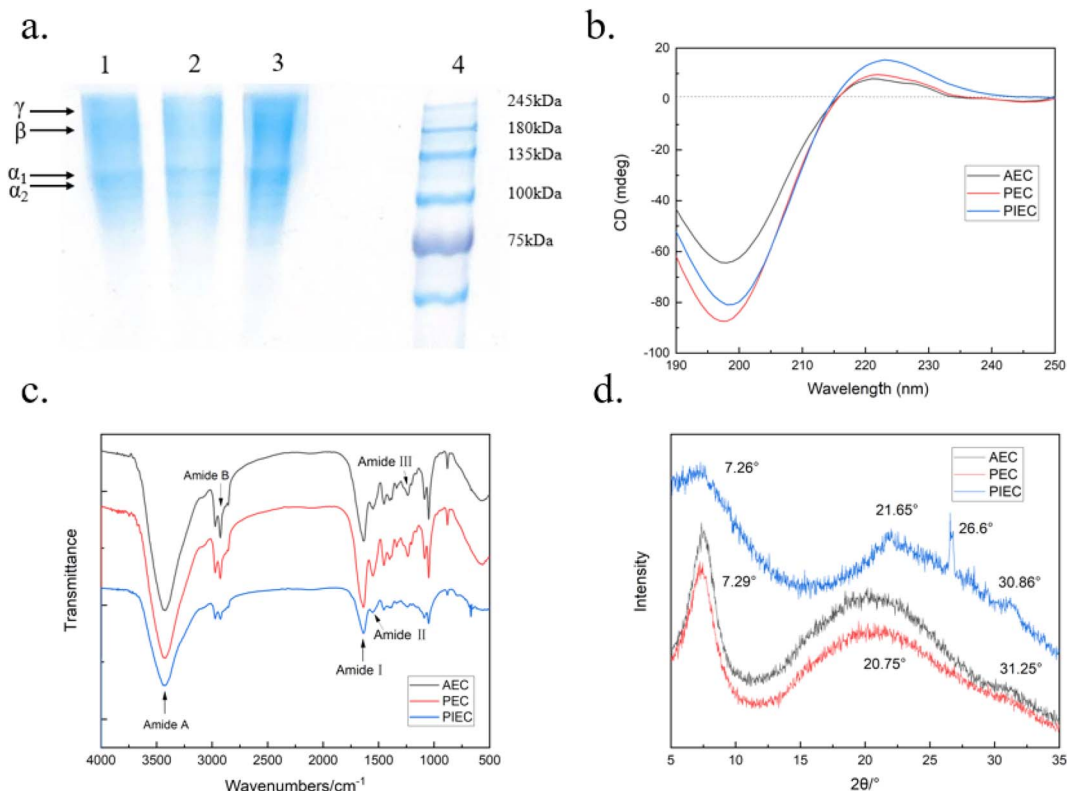 a.
1 2 3 4
γ
β
α1
α2
245kDa
180kDa
135kDa
100kDa
75kDa
b.
20
0
-20
-40
-60
-80
-100
CD (mdeg)
AEC
PEC
PIEC
190 200 210 220 230 240 250
Wavelength (nm)
c.
Transmittance
Amide B
Amide III
Amide II
Amide I
Amide A
AEC
PEC
PIEC
4000 3500 3000 2500 2000 1500 1000 500
Wavenumbers/cm-1
d.
Intensity
AEC
PEC
PIEC
7.26°
21.65°
26.6°
30.86°
7.29°
20.75°
31.25°
5 10 15 20 25 30 35
2θ/°